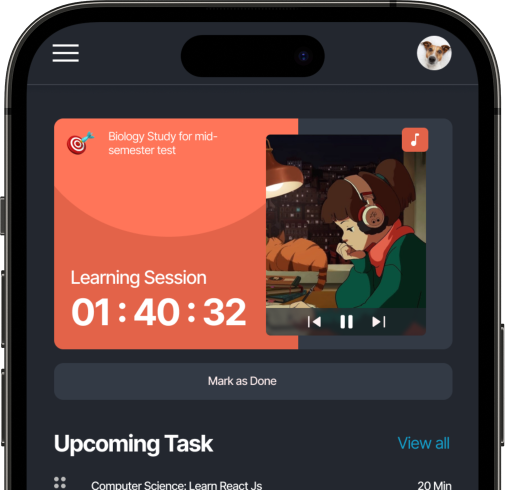 Biology Study for mid-
semester test
Learning Session
01 : 40 : 32
Mark as Done
Upcoming Task
View all
Computer Science: Learn React Js
20 Min